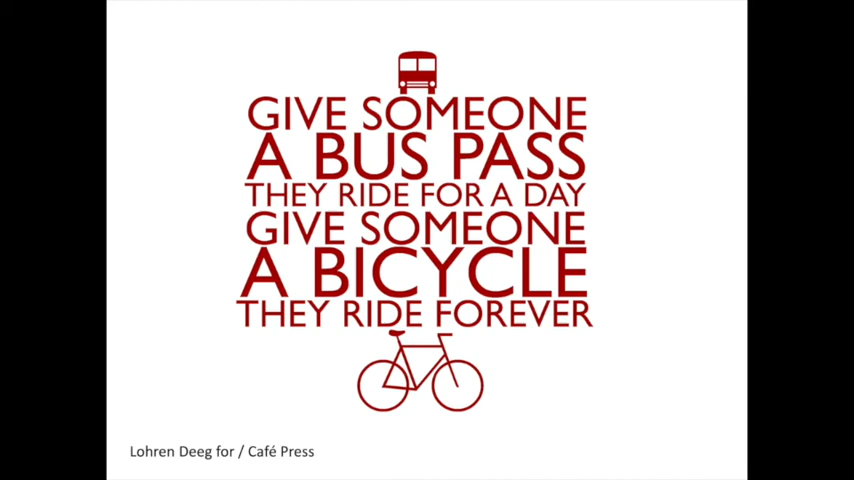 GIVE SOMEONE
A BUS PASS
THEY RIDE FOR A DAY
GIVE SOMEONE
A BICYCLE
THEY RIDE FOREVER
Lohren Deeg for / Café Press